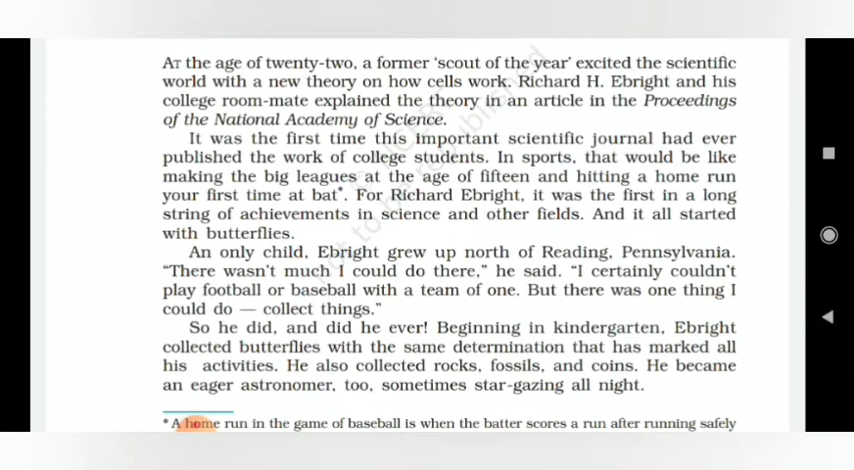 AT the age of twenty-two, a former ‘scout of the year’ excited the scientific
world with a new theory on how cells work. Richard H. Ebright and his
college room-mate explained the theory in an article in the Proceedings
of the National Academy of Science.
It was the first time this important scientific journal had ever
published the work of college students. In sports, that would be like
making the big leagues at the age of fifteen and hitting a home run
your first time at bat*. For Richard Ebright, it was the first in a long
string of achievements in science and other fields. And it all started
with butterflies.
An only child, Ebright grew up north of Reading, Pennsylvania.
“There wasn’t much I could do there,” he said. “I certainly couldn’t
play football or baseball with a team of one. But there was one thing I
could do — collect things.”
So he did, and did he ever! Beginning in kindergarten, Ebright
collected butterflies with the same determination that has marked all
his activities. He also collected rocks, fossils, and coins. He became
an eager astronomer, too, sometimes star-gazing all night.
* A home run in the game of baseball is when the batter scores a run after running safely
not to be republished